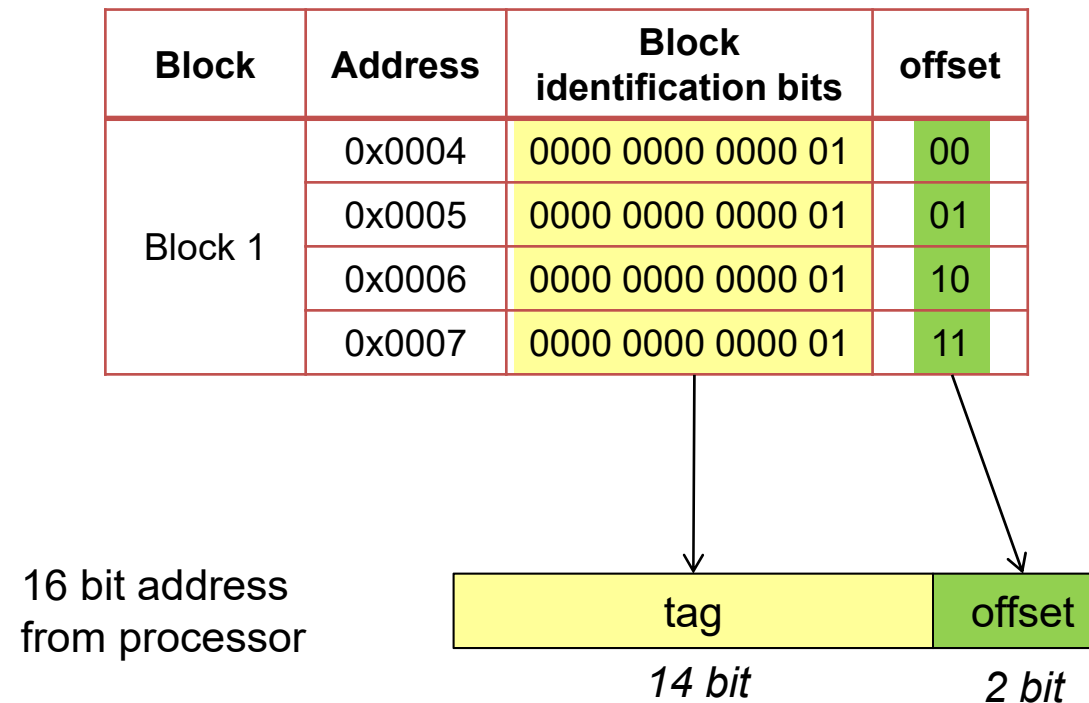 Block Address Block identification bits offset
Block 1
0x0004 0000 0000 0000 01 00
0x0005 0000 0000 0000 01 01
0x0006 0000 0000 0000 01 10
0x0007 0000 0000 0000 01 11
16 bit address
from processor
tag offset
14 bit 2 bit